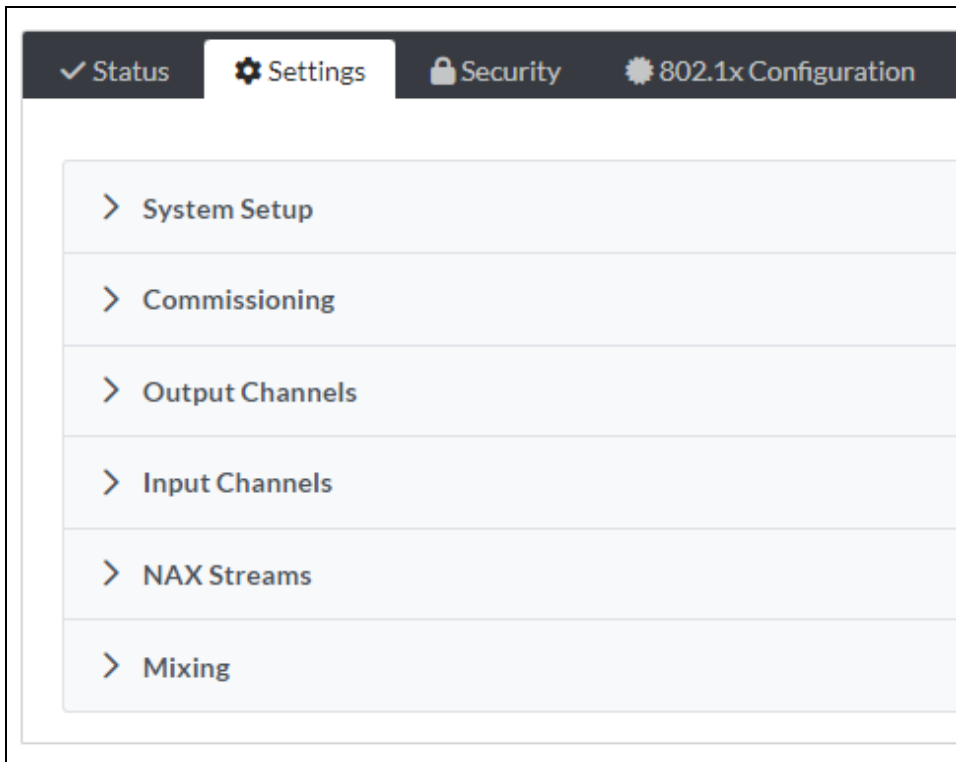 Status Settings Security 802.1x Configuration
System Setup
Commissioning
Output Channels
Input Channels
NAX Streams
Mixing